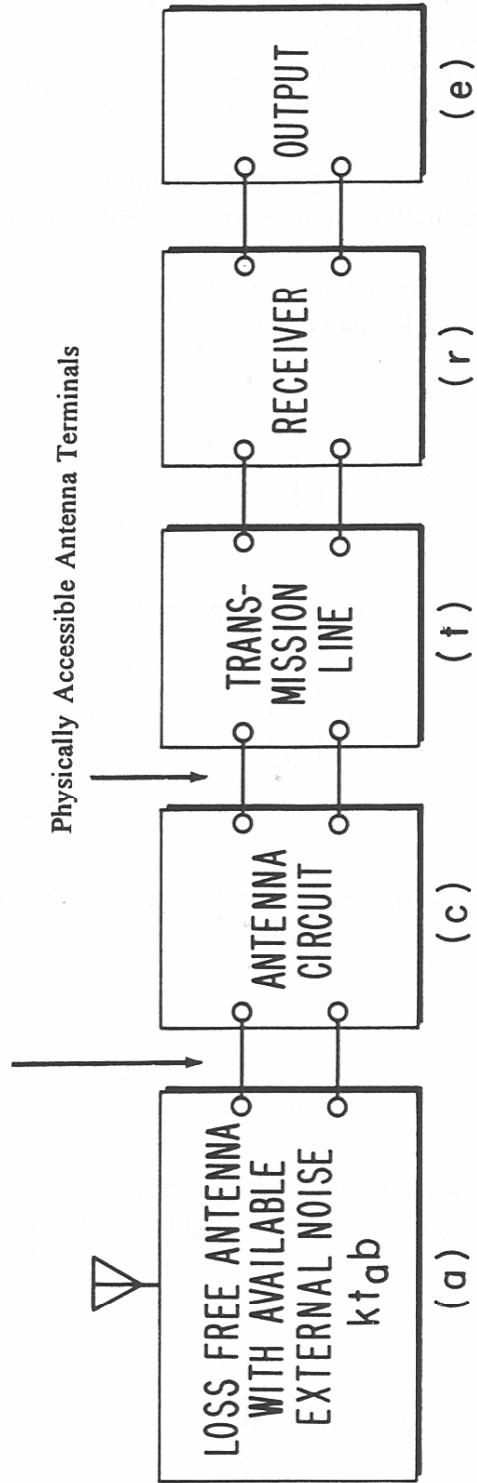 Physically Accessible Antenna Terminals
LOSS FREE ANTENNA
WITH AVAILABLE
EXTERNAL NOISE
ktab
(a)
ANTENNA
CIRCUIT
(c)
TRANS-
MISSION
LINE
(t)
RECEIVER
(r)
OUTPUT
(e)